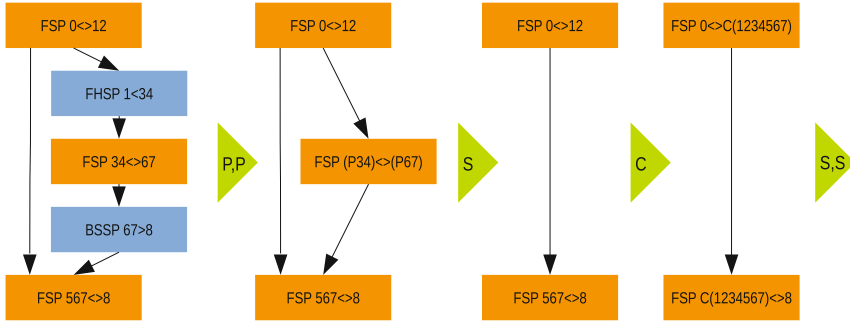 FSP 0<>12
FHSP 1<34
FSP 34<>67
BSSP 67>8
FSP 567<>8
P,P
FSP 0<>12
FSP (P34)<>(P67)
FSP 567<>8
S
FSP 0<>12
FSP 567<>8
C
FSP 0<>C(1234567)
FSP C(1234567)<>8
S,S